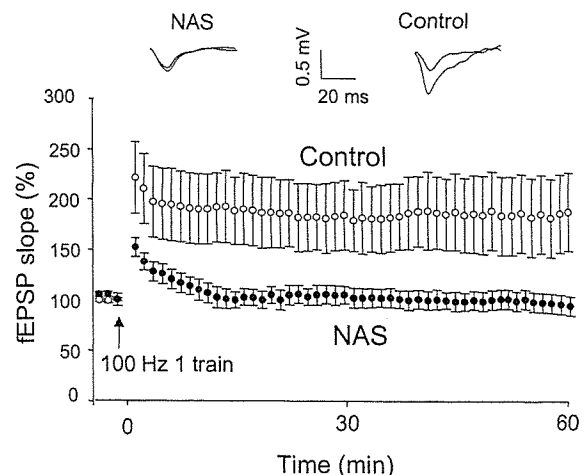 NAS
Control
0.5 mV
20 ms
300
250
200
150
100
50
0
fEPSP slope (%)
Control
NAS
100 Hz 1 train
0
30
60
Time (min)